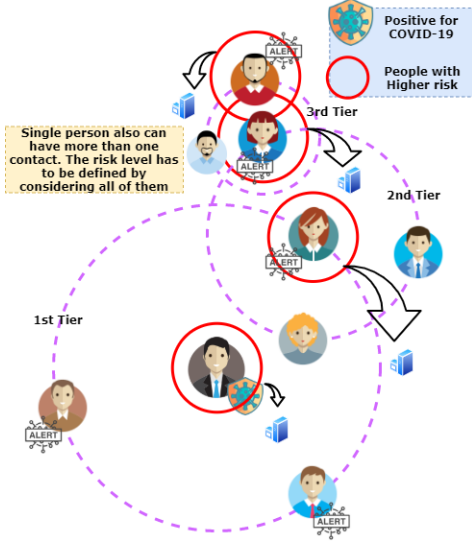 Positive for
COVID-19
People with
Higher risk
ALERT
3rd Tier
Single person also can
have more than one
contact. The risk level has
to be defined by
considering all of them
ALERT
2nd Tier
ALERT
1st Tier
ALERT
ALERT